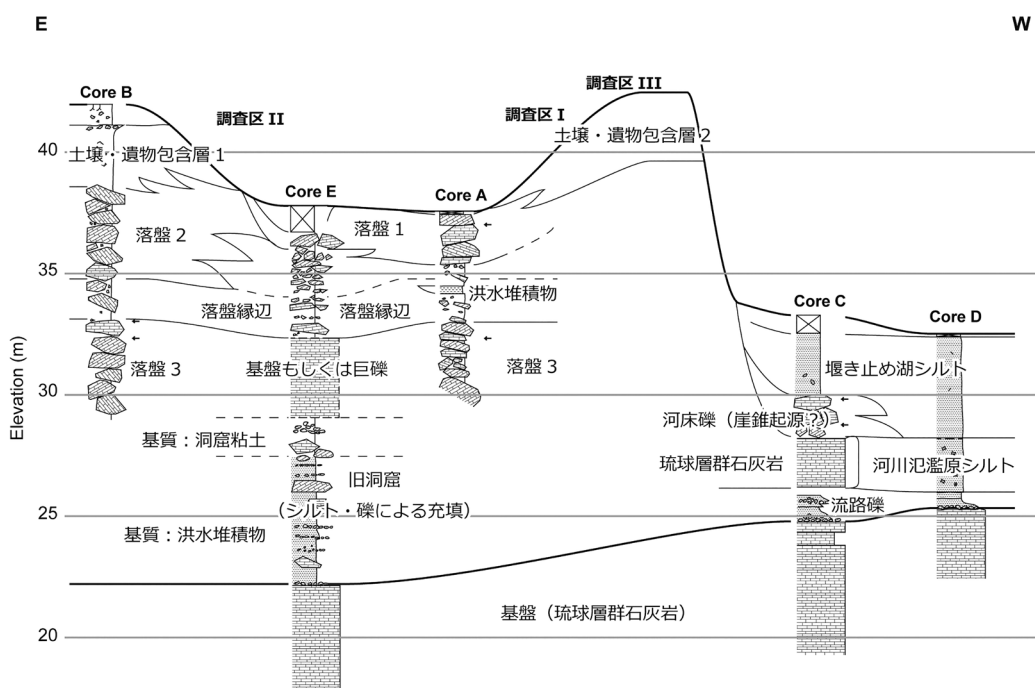 E
W
調査区 III
Core B
調査区 II
調査区 I
土壌・遺物包含層 2
40
土壌・遺物包含層 1
Core E
Core A
落盤 2
落盤 1
35
洪水堆積物
落盤縁辺
落盤縁辺
Core C
Core D
落盤 3
基盤もしくは巨礫
落盤 3
堰き止め湖シルト
30
Elevation (m)
河床礫（崖錐起源？）
基質：洞窟粘土
琉球層群石灰岩
河川氾濫原シルト
旧洞窟
（シルト・礫による充填）
流路礫
25
基質：洪水堆積物
基盤（琉球層群石灰岩）
20